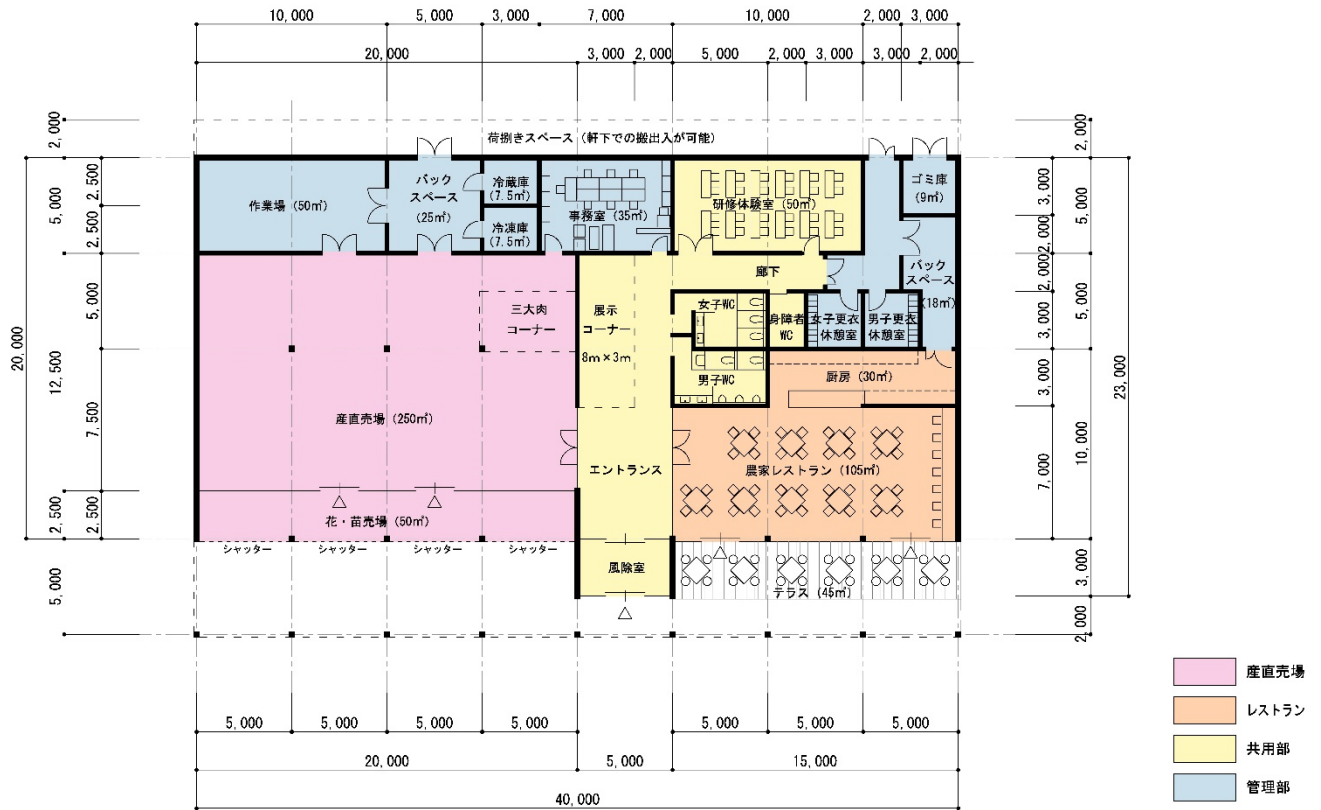 10,000 5,000 3,000 7,000 10,000 2,000 3,000
20,000 3,000 2,000 5,000 2,000 3,000 3,000 2,000
2,000
荷捌きスペース（軒下での搬出入が可能）
2,000
作業場（50㎡）
バック
スペース
（25㎡）
冷蔵庫
（7.5㎡）
冷凍庫
（7.5㎡）
事務室（35㎡）
研修体験室（50㎡）
ゴミ庫
（9㎡）
バック
スペース
（18㎡）
廊下
三大肉
コーナー
展示
コーナー
8ｍ×3ｍ
女子WC
身障者
WC
女子更衣
休憩室
男子更衣
休憩室
男子WC
厨房（30㎡）
産直売場（250㎡）
エントランス
農家レストラン（105㎡）
花・苗売場（50㎡）
シャッター シャッター シャッター シャッター
風除室
テラス（45㎡）
20,000
5,000
12,500
2,500
5,000
2,500
2,500
5,000
7,500
2,500
3,000
2,000
2,000
3,000
3,000
7,000
5,000
5,000
10,000
3,000
2,000
23,000
5,000 5,000 5,000 5,000 5,000 5,000 5,000
20,000 5,000 15,000
40,000
産直売場
レストラン
共用部
管理部